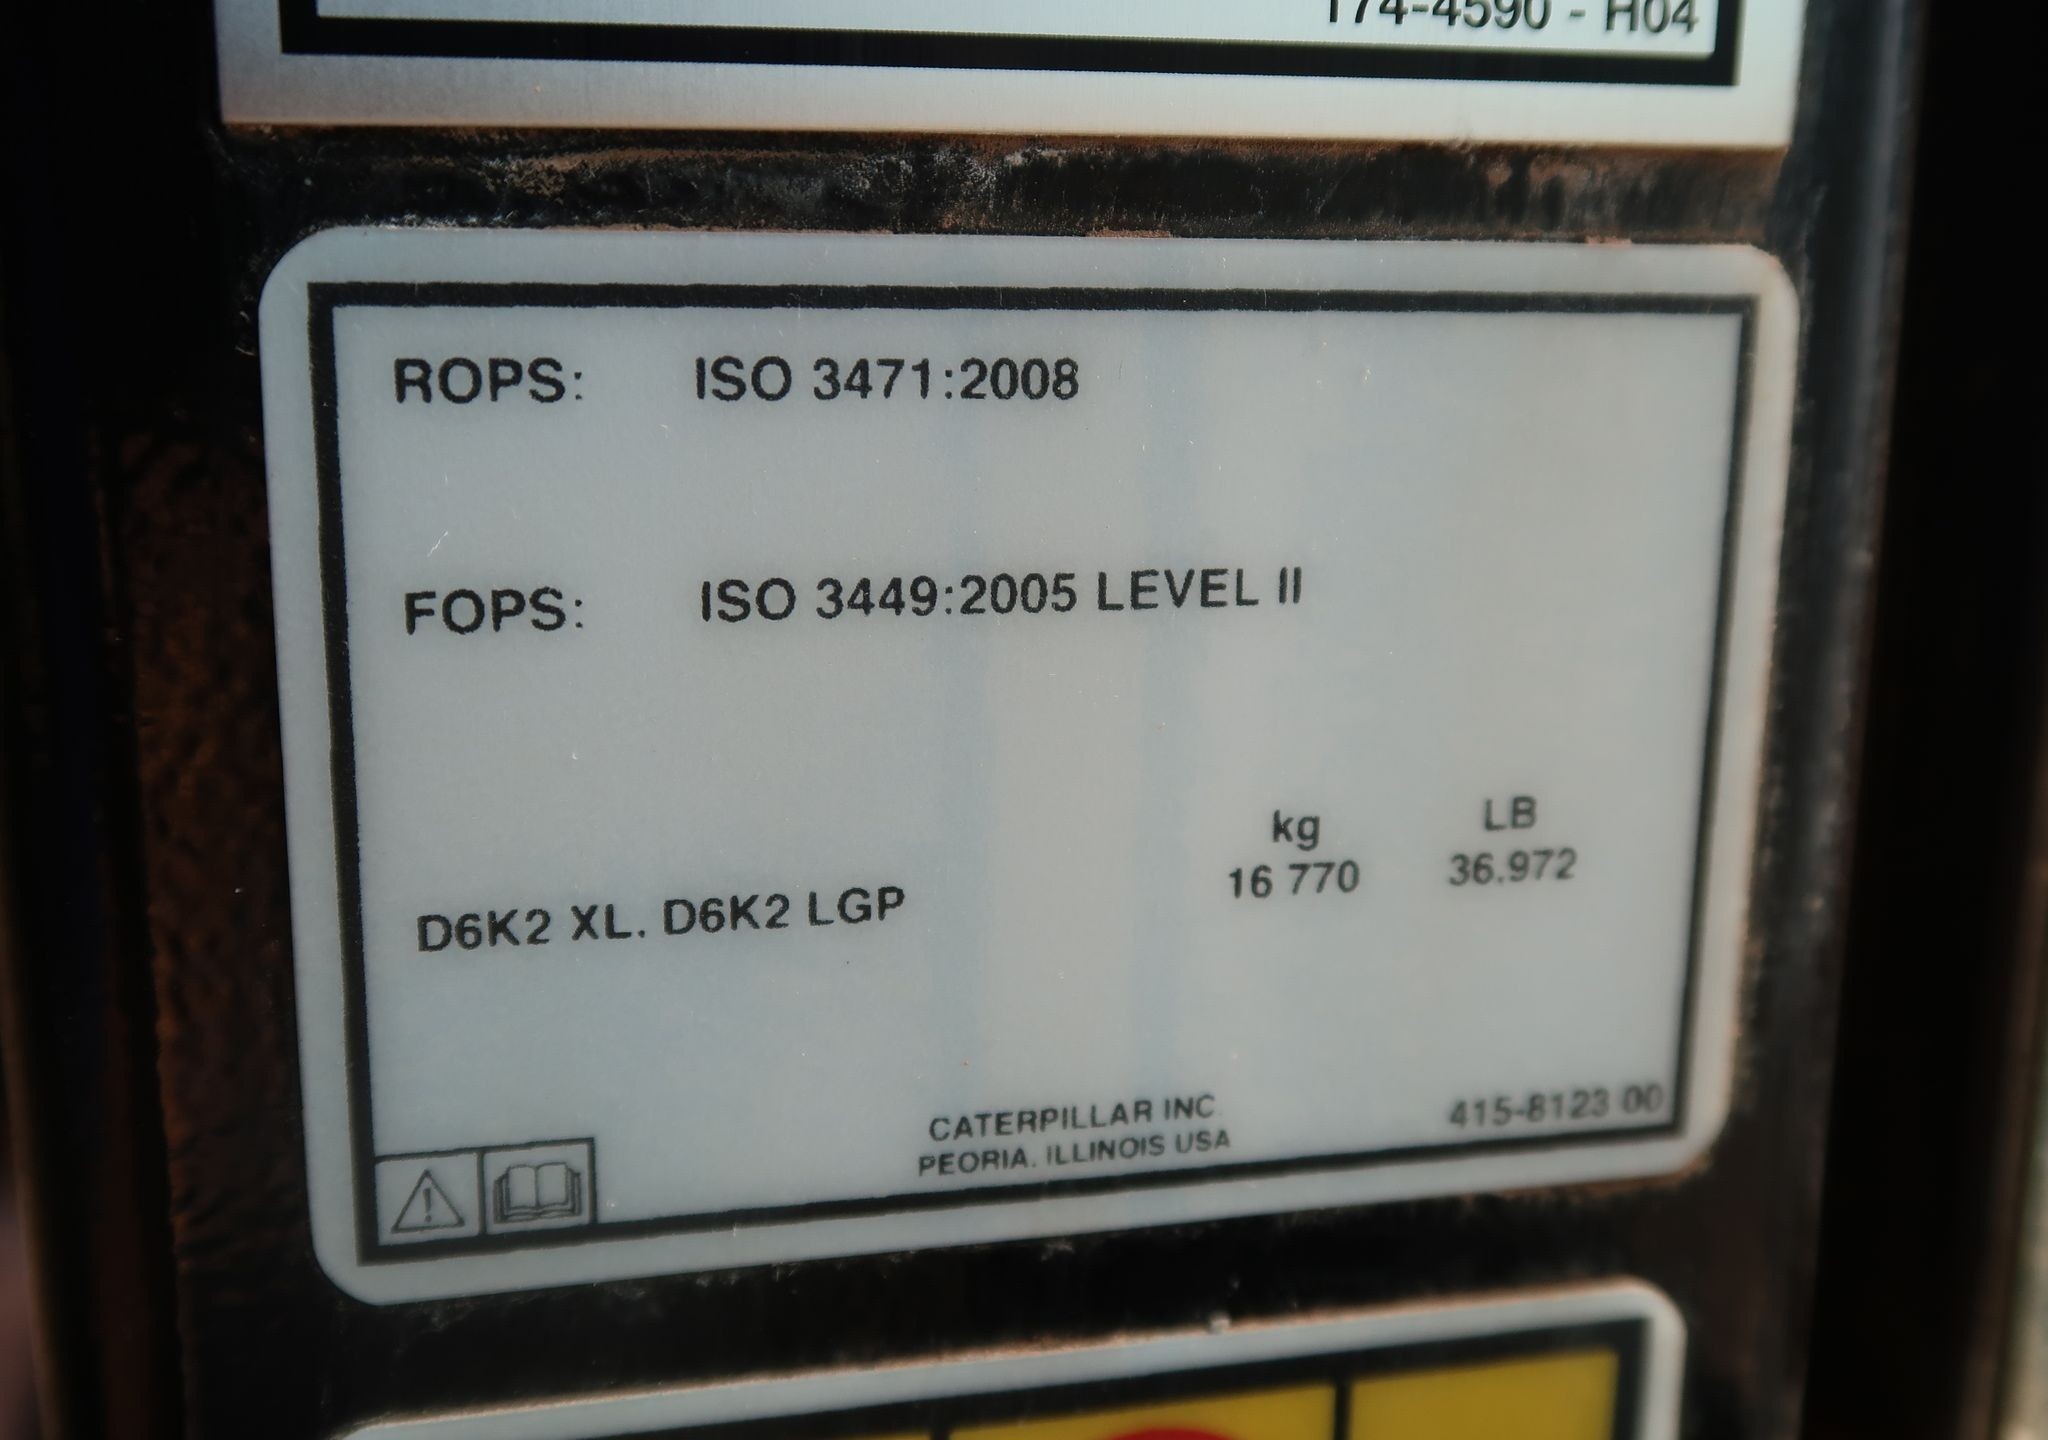 174-4590 - H04
ROPS: ISO 3471:2008
FOPS: ISO 3449:2005 LEVEL II
kg LB
16 770 36.972
D6K2 XL. D6K2 LGP
CATERPILLAR INC.
PEORIA. ILLINOIS USA
415-8123 00